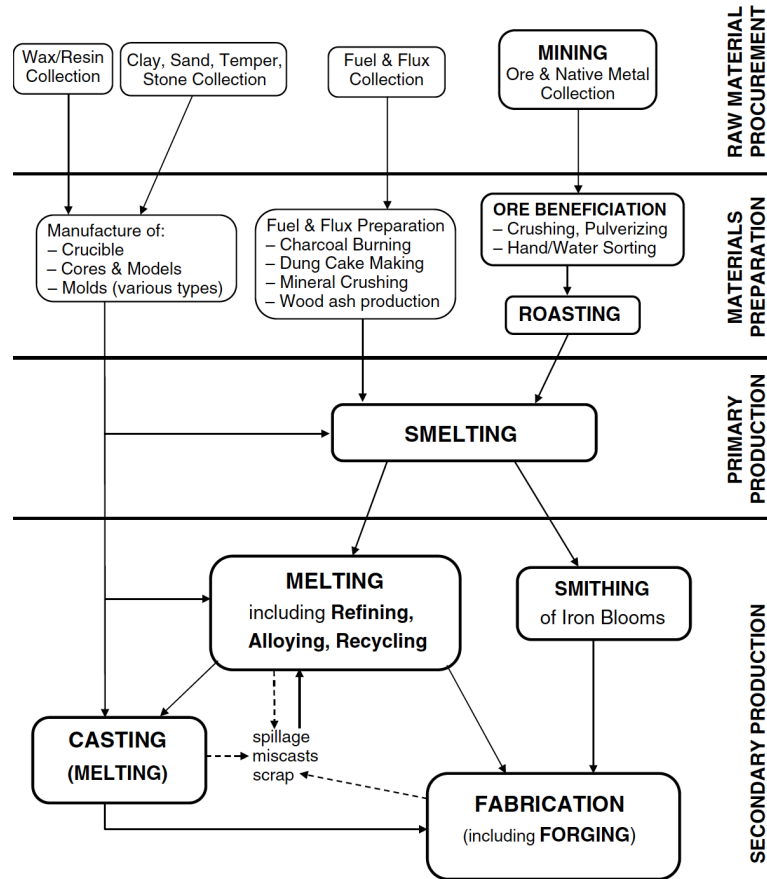 Wax/Resin
Collection
Clay, Sand, Temper,
Stone Collection
Fuel & Flux
Collection
MINING
Ore & Native Metal
Collection
RAW MATERIAL
PROCUREMENT
Manufacture of:
– Crucible
– Cores & Models
– Molds (various types)
Fuel & Flux Preparation
– Charcoal Burning
– Dung Cake Making
– Mineral Crushing
– Wood ash production
ORE BENEFICIATION
– Crushing, Pulverizing
– Hand/Water Sorting
ROASTING
MATERIALS
PREPARATION
SMELTING
PRIMARY
PRODUCTION
MELTING
including Refining,
Alloying, Recycling
SMITHING
of Iron Blooms
CASTING
(MELTING)
spillage
miscasts
scrap
FABRICATION
(including FORGING)
SECONDARY PRODUCTION